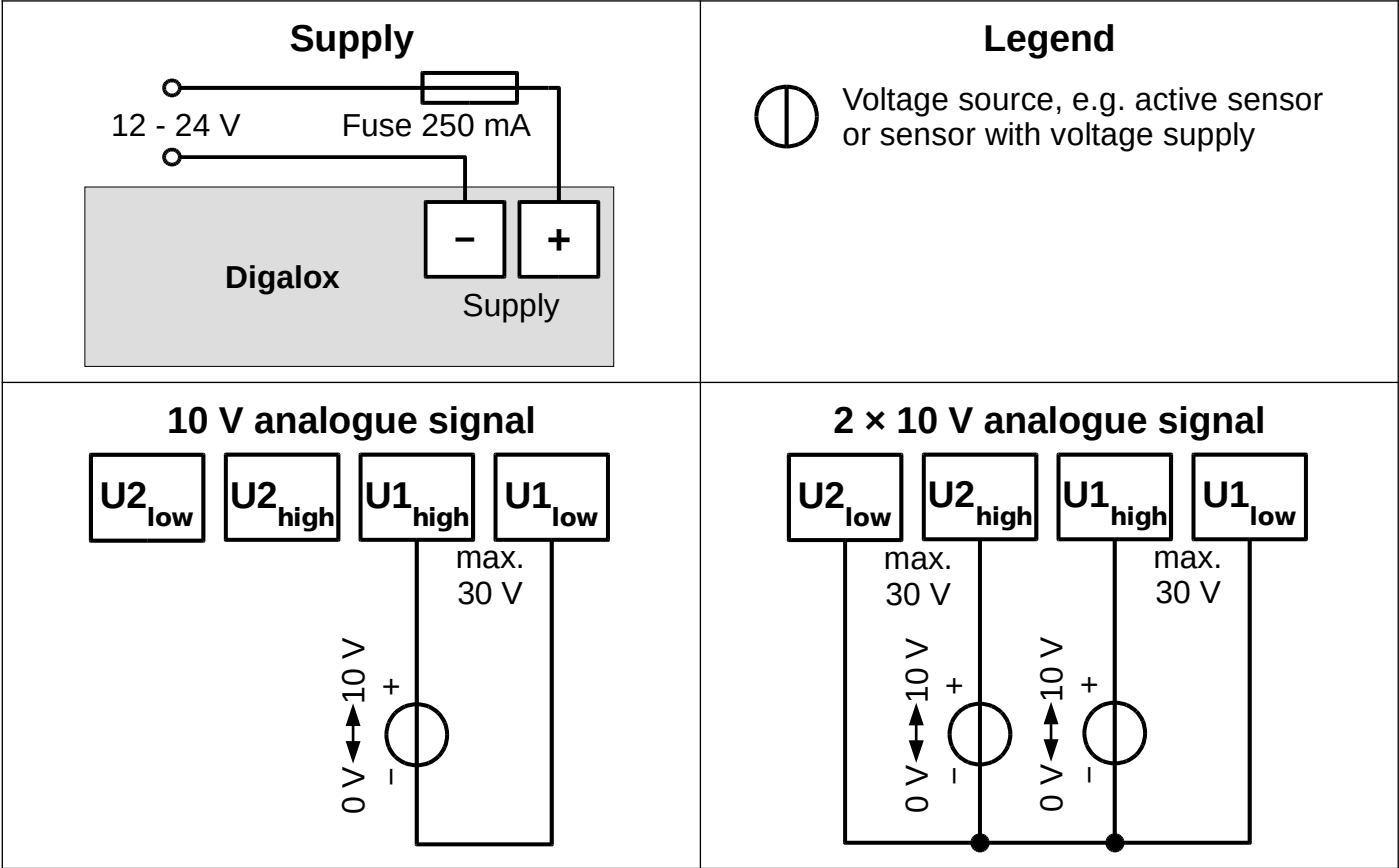 Supply
12 - 24 V
Fuse 250 mA
−
+
Digalox
Supply
Legend
Voltage source, e.g. active sensor
or sensor with voltage supply
10 V analogue signal
U2low
U2high
U1high
U1low
max.
30 V
0 V
10 V
+
−
2 × 10 V analogue signal
U2low
U2high
U1high
U1low
max.
30 V
max.
30 V
0 V
10 V
+
−
0 V
10 V
+
−